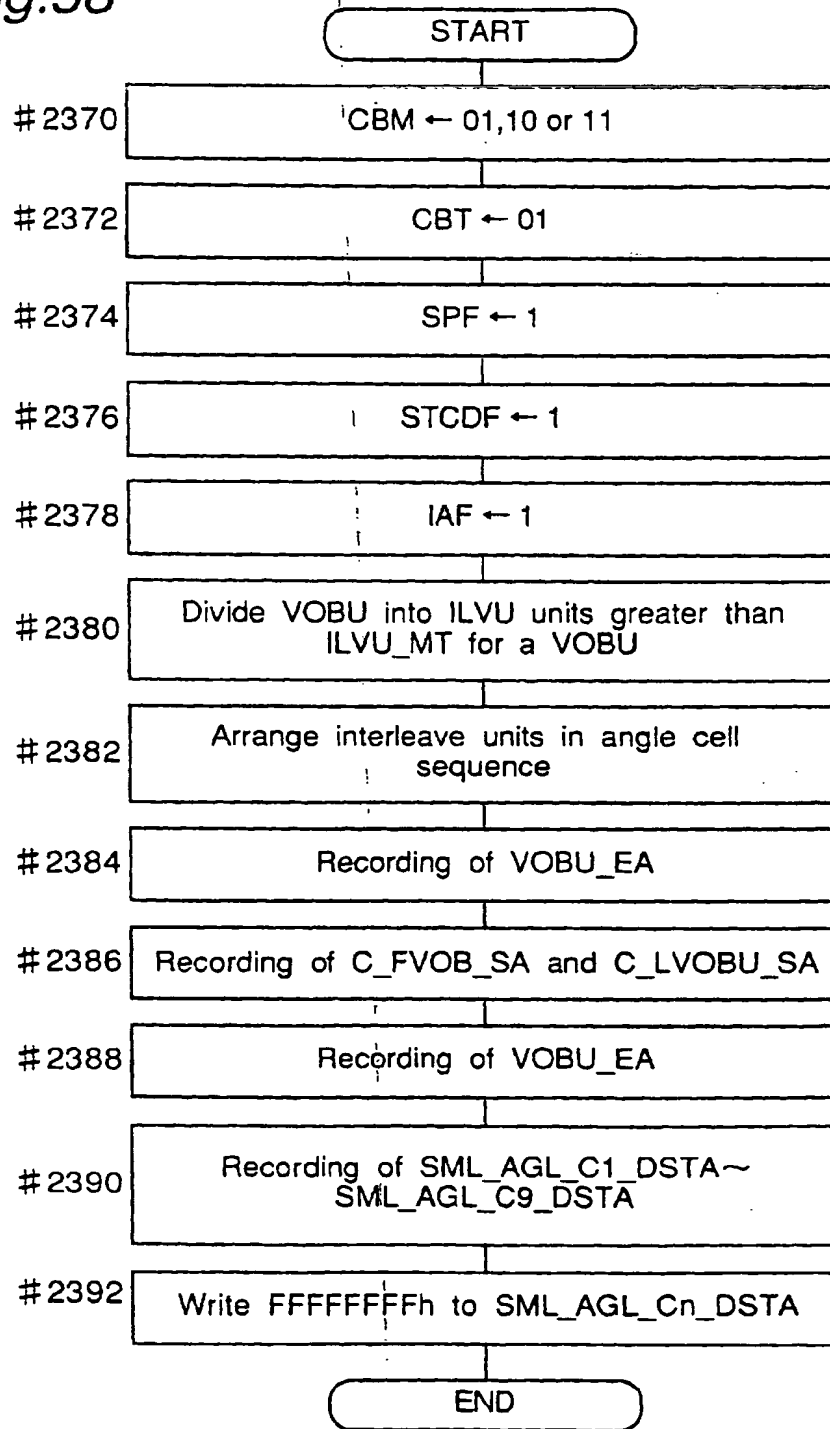 g.58
START
#2370 CBM ← 01,10 or 11
#2372 CBT ← 01
#2374 SPF ← 1
#2376 STCDF ← 1
#2378 IAF ← 1
#2380 Divide VOBU into ILVU units greater than
ILVU_MT for a VOBU
#2382 Arrange interleave units in angle cell
sequence
#2384 Recording of VOBU_EA
#2386 Recording of C_FVOB_SA and C_LVOBU_SA
#2388 Recording of VOBU_EA
#2390 Recording of SML_AGL_C1_DSTA~
SML_AGL_C9_DSTA
#2392 Write FFFFFFFFh to SML_AGL_Cn_DSTA
END